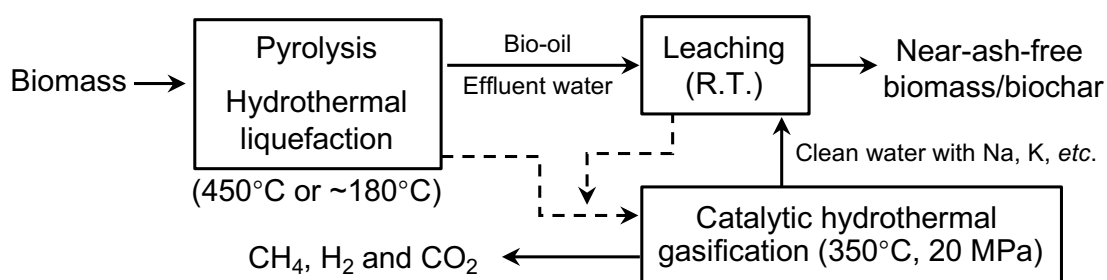 Biomass
Pyrolysis
Hydrothermal
liquefaction
(450°C or ~180°C)
Bio-oil
Effluent water
Leaching
(R.T.)
Near-ash-free
biomass/biochar
Clean water with Na, K, etc.
Catalytic hydrothermal
gasification (350°C, 20 MPa)
CH₄, H₂ and CO₂